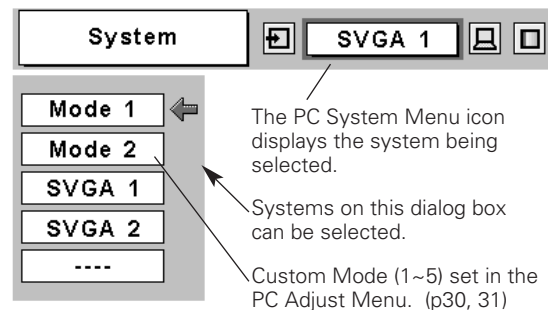 System
SVGA 1
Mode 1
Mode 2
SVGA 1
SVGA 2
----
The PC System Menu icon
displays the system being
selected.
Systems on this dialog box
can be selected.
Custom Mode (1~5) set in the
PC Adjust Menu. (p30, 31)